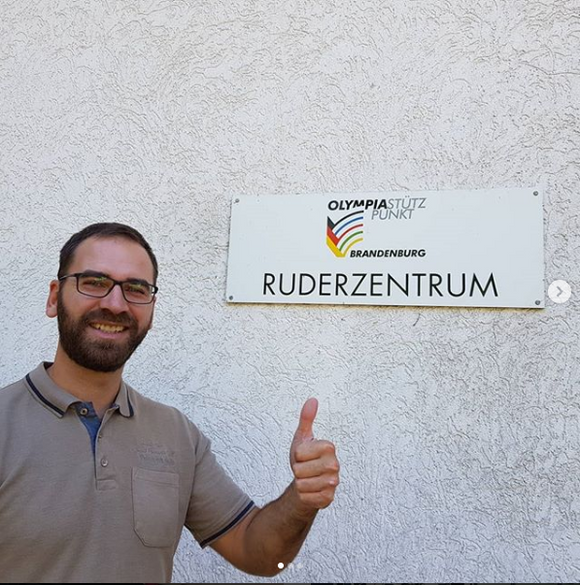 OLYMPIASTÜTZ
PUNKT
BRANDENBURG
RUDERZENTRUM